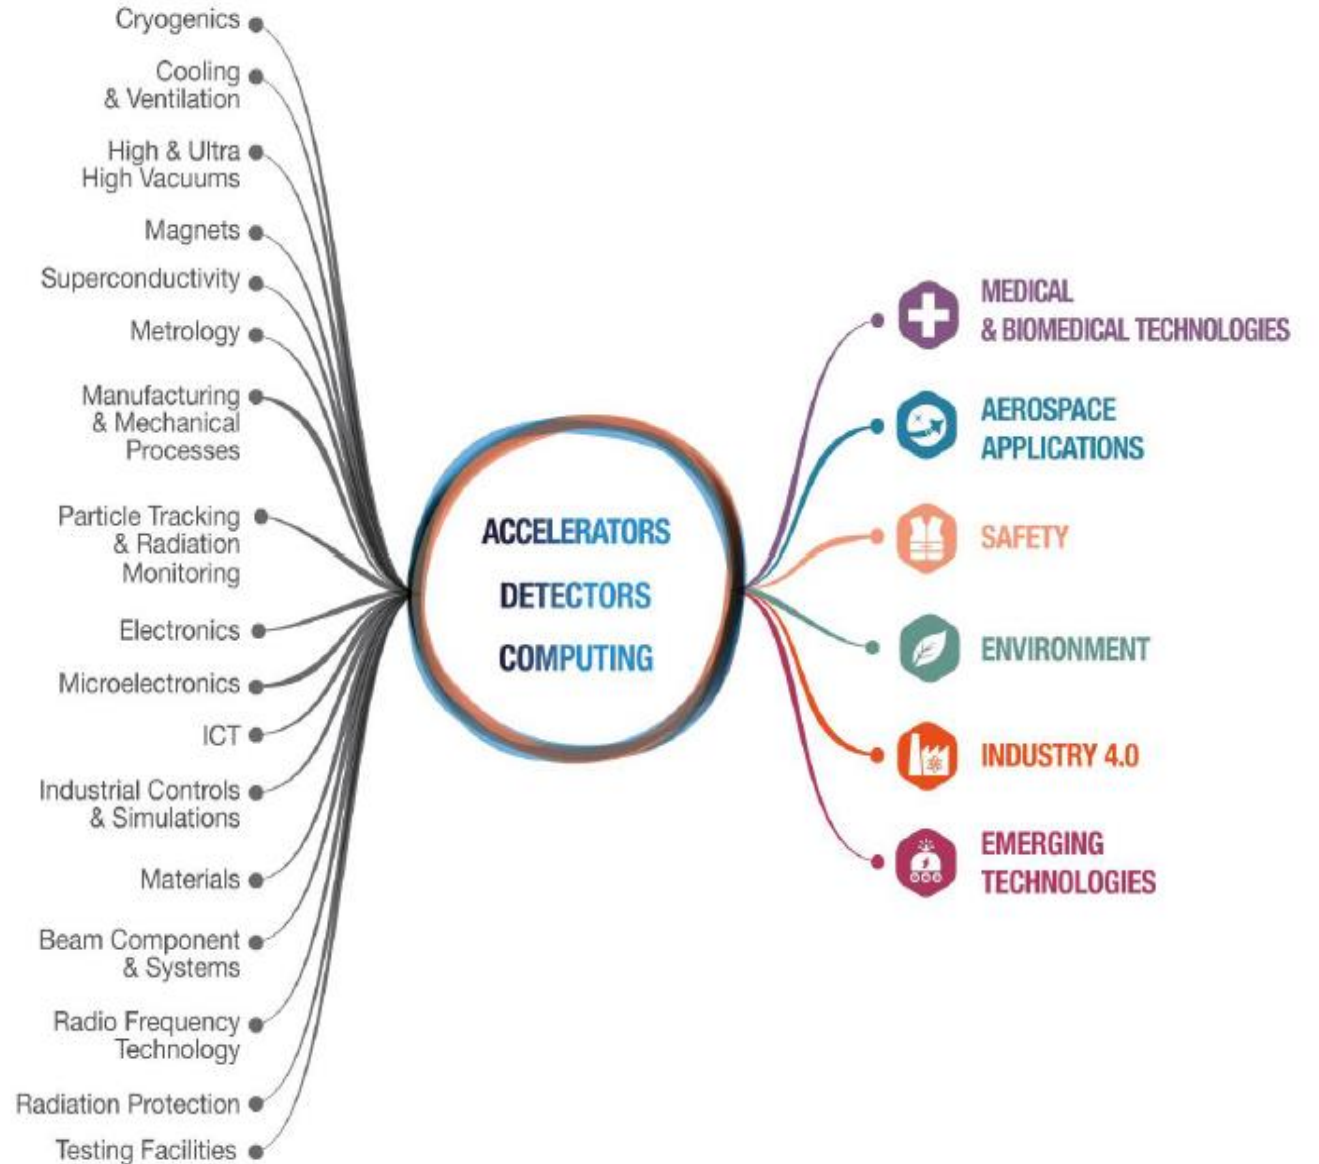 Cryogenics
Cooling
& Ventilation
High & Ultra
High Vacuums
Magnets
Superconductivity
Metrology
Manufacturing
& Mechanical
Processes
Particle Tracking
& Radiation
Monitoring
Electronics
Microelectronics
ICT
Industrial Controls
& Simulations
Materials
Beam Component
& Systems
Radio Frequency
Technology
Radiation Protection
Testing Facilities
ACCELERATORS
DETECTORS
COMPUTING
MEDICAL
& BIOMEDICAL TECHNOLOGIES
AEROSPACE
APPLICATIONS
SAFETY
ENVIRONMENT
INDUSTRY 4.0
EMERGING
TECHNOLOGIES